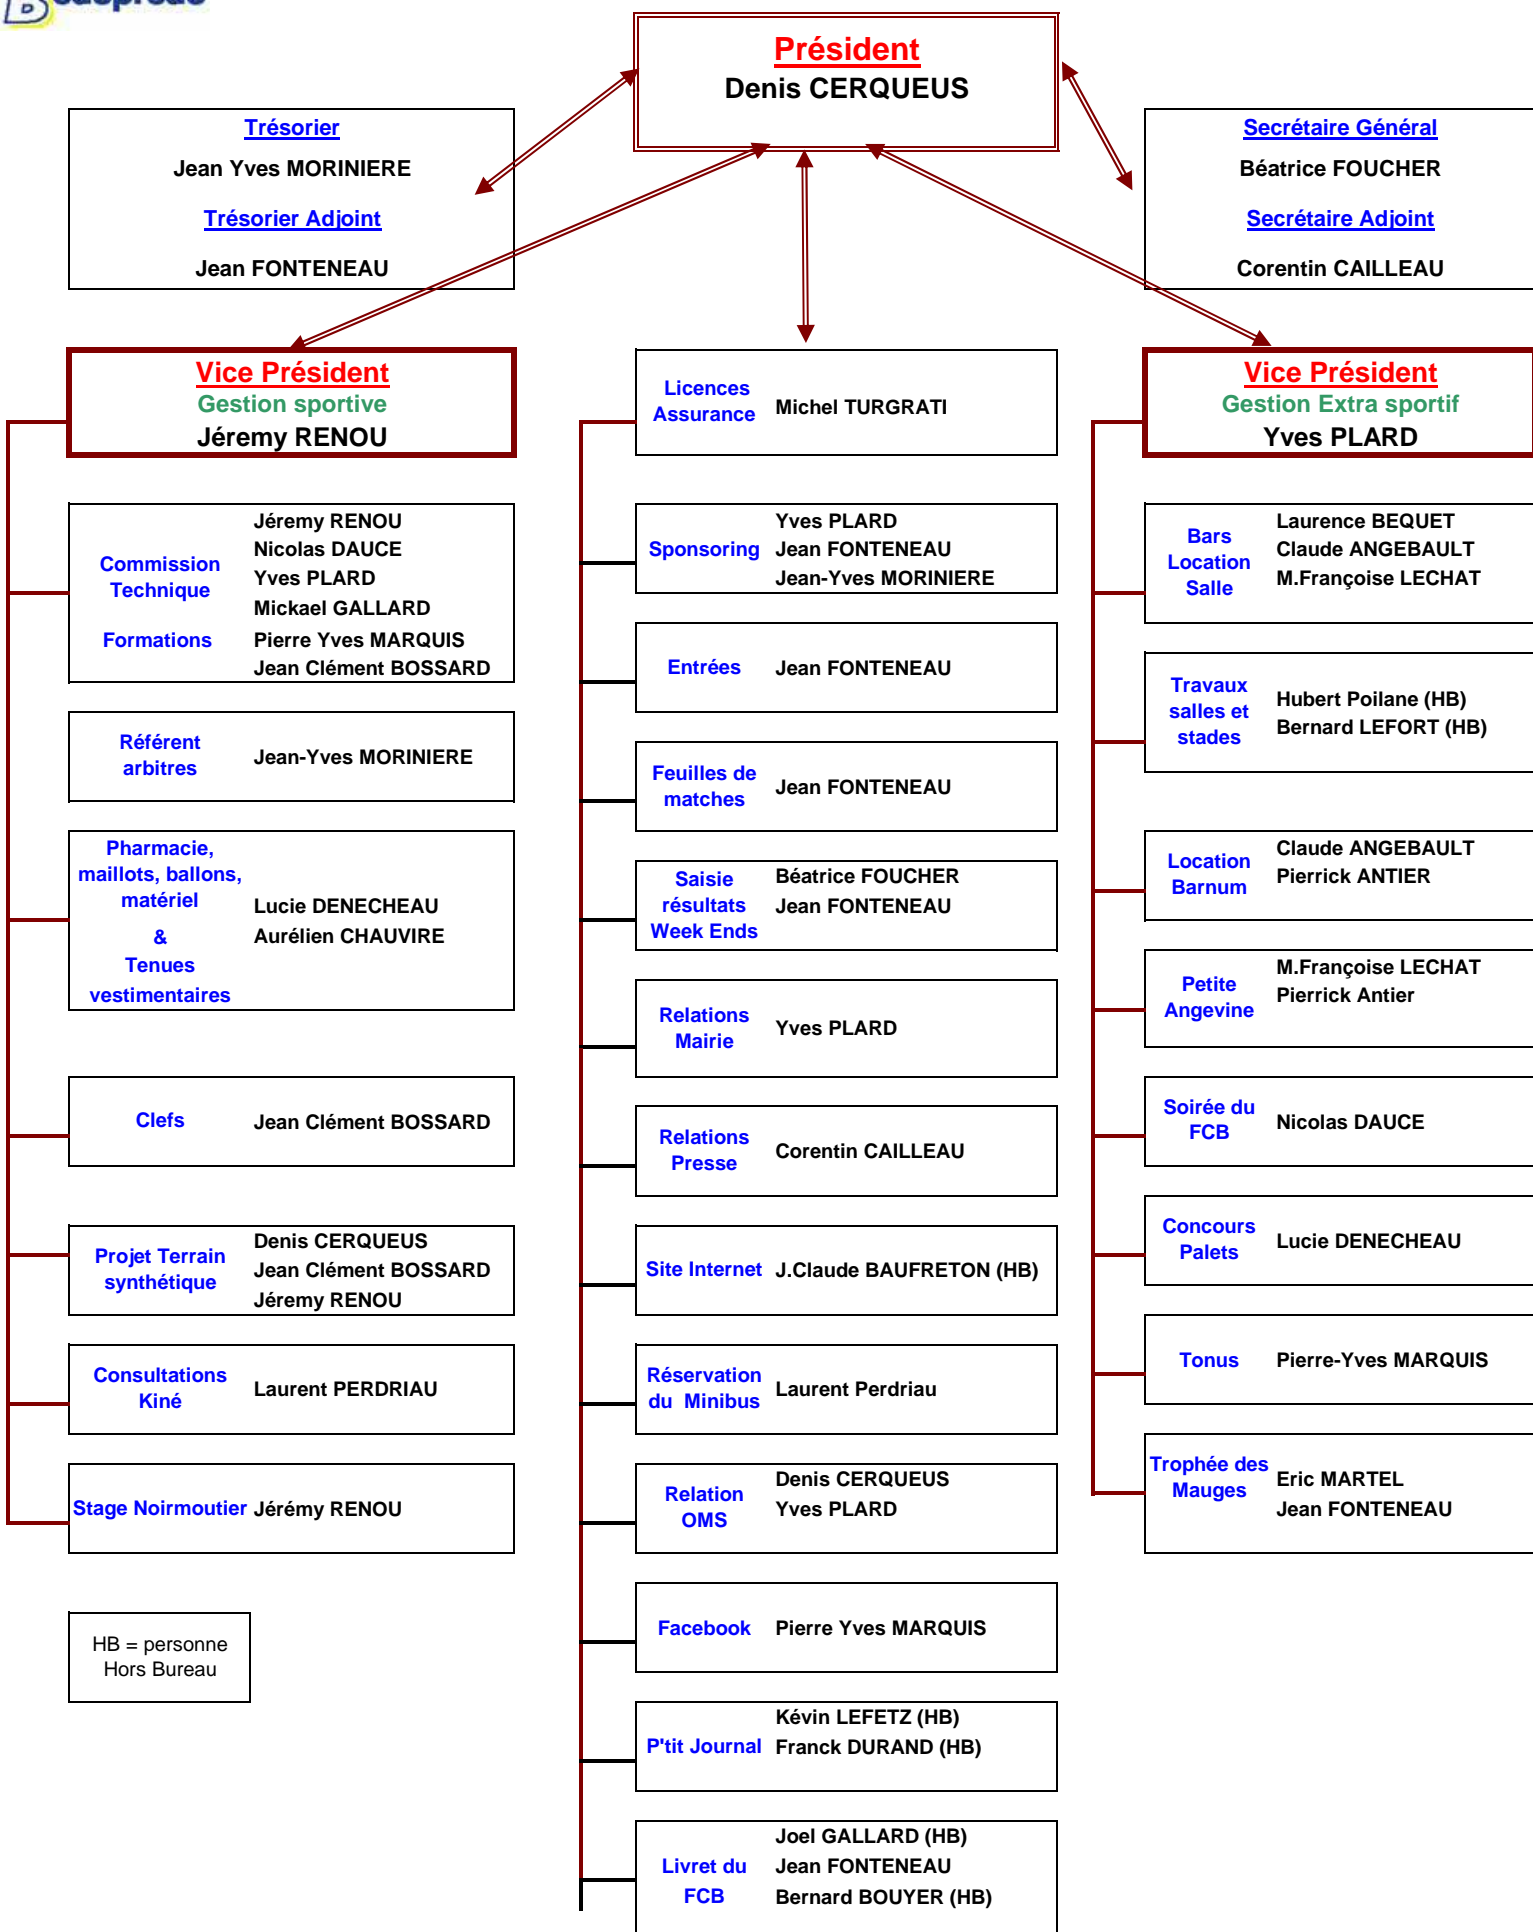 Président
Denis CERQUEUS
Trésorier
Jean Yves MORINIERE
Trésorier Adjoint
Jean FONTENEAU
Secrétaire Général
Béatrice FOUCHER
Secrétaire Adjoint
Corentin CAILLEAU
Vice Président
Gestion sportive
Jéremy RENOU
Commission
Technique
Formations
Jéremy RENOU
Nicolas DAUCE
Yves PLARD
Mickael GALLARD
Pierre Yves MARQUIS
Jean Clément BOSSARD
Référent
arbitres
Jean-Yves MORINIERE
Pharmacie,
maillots, ballons,
matériel
&
Tenues
vestimentaires
Lucie DENECHEAU
Aurélien CHAUVIRE
Clefs
Jean Clément BOSSARD
Projet Terrain
synthétique
Denis CERQUEUS
Jean Clément BOSSARD
Jéremy RENOU
Consultations
Kiné
Laurent PERDRIAU
Stage Noirmoutier
Jérémy RENOU
HB = personne
Hors Bureau
Licences
Assurance
Michel TURGRATI
Sponsoring
Yves PLARD
Jean FONTENEAU
Jean-Yves MORINIERE
Entrées
Jean FONTENEAU
Feuilles de
matches
Jean FONTENEAU
Saisie
résultats
Week Ends
Béatrice FOUCHER
Jean FONTENEAU
Relations
Mairie
Yves PLARD
Relations
Presse
Corentin CAILLEAU
Site Internet
J.Claude BAUFRETON (HB)
Réservation
du Minibus
Laurent Perdriau
Relation
OMS
Denis CERQUEUS
Yves PLARD
Facebook
Pierre Yves MARQUIS
P'tit Journal
Kévin LEFETZ (HB)
Franck DURAND (HB)
Livret du
FCB
Joel GALLARD (HB)
Jean FONTENEAU
Bernard BOUYER (HB)
Vice Président
Gestion Extra sportif
Yves PLARD
Bars
Location
Salle
Laurence BEQUET
Claude ANGEBAULT
M.Françoise LECHAT
Travaux
salles et
stades
Hubert Poilane (HB)
Bernard LEFORT (HB)
Location
Barnum
Claude ANGEBAULT
Pierrick ANTIER
Petite
Angevine
M.Françoise LECHAT
Pierrick Antier
Soirée du
FCB
Nicolas DAUCE
Concours
Palets
Lucie DENECHEAU
Tonus
Pierre-Yves MARQUIS
Trophée des
Mauges
Eric MARTEL
Jean FONTENEAU